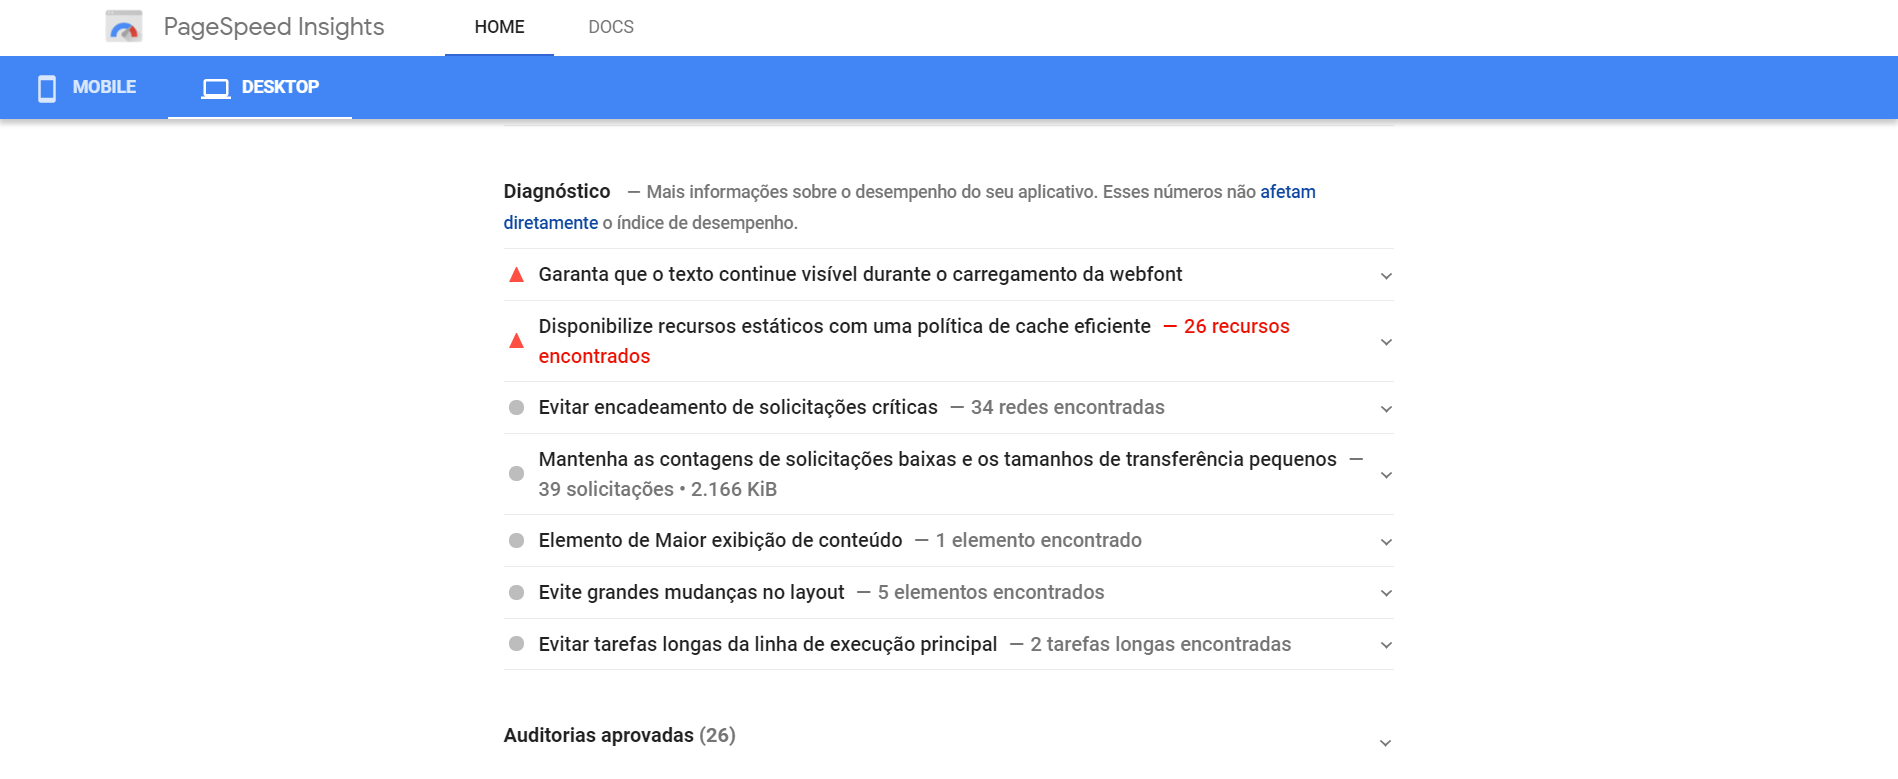 PageSpeed Insights
HOME
DOCS
MOBILE
DESKTOP
Diagnóstico — Mais informações sobre o desempenho do seu aplicativo. Esses números não afetam
diretamente o índice de desempenho.
Garanta que o texto continue visível durante o carregamento da webfont
Disponibilize recursos estáticos com uma política de cache eficiente — 26 recursos
encontrados
Evitar encadeamento de solicitações críticas — 34 redes encontradas
Mantenha as contagens de solicitações baixas e os tamanhos de transferência pequenos —
39 solicitações • 2.166 KiB
Elemento de Maior exibição de conteúdo — 1 elemento encontrado
Evite grandes mudanças no layout — 5 elementos encontrados
Evitar tarefas longas da linha de execução principal — 2 tarefas longas encontradas
Auditorias aprovadas (26)